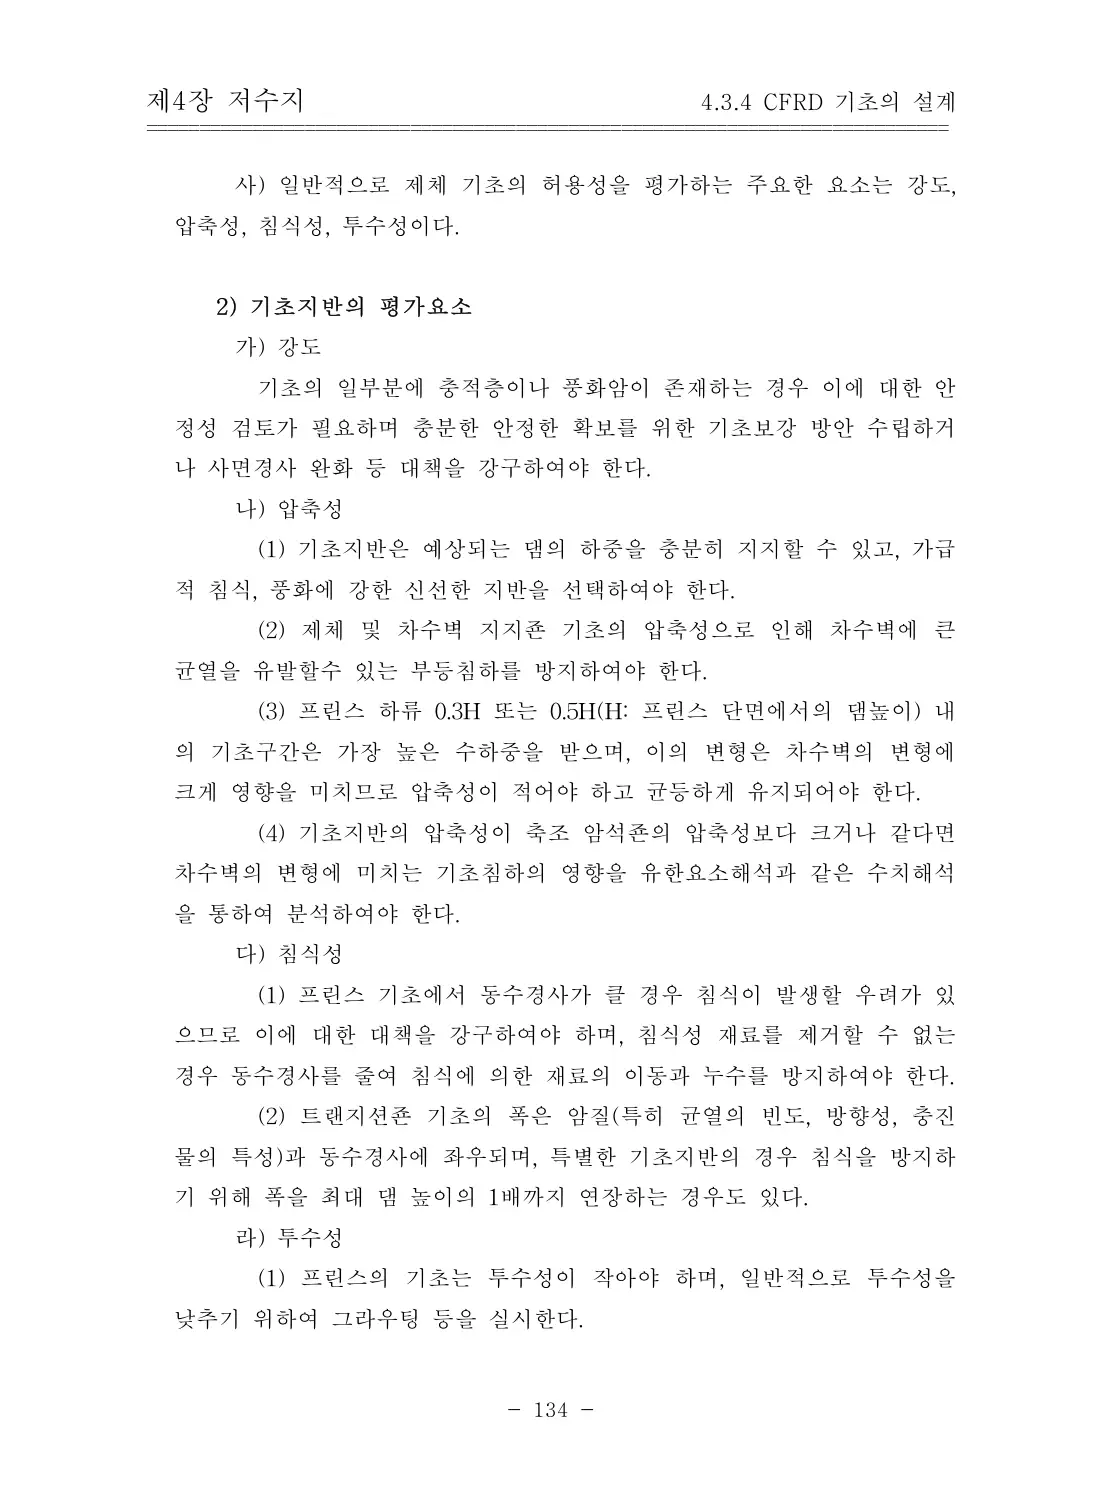 제4장 저수지
4.3.4 CFRD 기초의 설계
사) 일반적으로 제체 기초의 허용성을 평가하는 주요한 요소는 강도,
압축성, 침식성, 투수성이다.
2) 기초지반의 평가요소
가) 강도
기초의 일부분에 충적층이나 풍화암이 존재하는 경우 이에 대한 안
정성 검토가 필요하며 충분한 안정한 확보를 위한 기초보강 방안 수립하거
나 사면경사 완화 등 대책을 강구하여야 한다.
나) 압축성
(1) 기초지반은 예상되는 댐의 하중을 충분히 지지할 수 있고, 가급
적 침식, 풍화에 강한 신선한 지반을 선택하여야 한다.
(2) 제체 및 차수벽 지지죤 기초의 압축성으로 인해 차수벽에 큰
균열을 유발할수 있는 부등침하를 방지하여야 한다.
(3) 프린스 하류 0.3H 또는 0.5H(H: 프린스 단면에서의 댐높이) 내
의 기초구간은 가장 높은 수하중을 받으며, 이의 변형은 차수벽의 변형에
크게 영향을 미치므로 압축성이 적어야 하고 균등하게 유지되어야 한다.
(4) 기초지반의 압축성이 축조 암석죤의 압축성보다 크거나 같다면
차수벽의 변형에 미치는 기초침하의 영향을 유한요소해석과 같은 수치해석
을 통하여 분석하여야 한다.
다) 침식성
(1) 프린스 기초에서 동수경사가 클 경우 침식이 발생할 우려가 있
으므로 이에 대한 대책을 강구하여야 하며, 침식성 재료를 제거할 수 없는
경우 동수경사를 줄여 침식에 의한 재료의 이동과 누수를 방지하여야 한다.
(2) 트랜지션죤 기초의 폭은 암질(특히 균열의 빈도, 방향성, 충진
물의 특성)과 동수경사에 좌우되며, 특별한 기초지반의 경우 침식을 방지하
기 위해 폭을 최대 댐 높이의 1배까지 연장하는 경우도 있다.
라) 투수성
(1) 프린스의 기초는 투수성이 작아야 하며, 일반적으로 투수성을
낮추기 위하여 그라우팅 등을 실시한다.
- 134 -